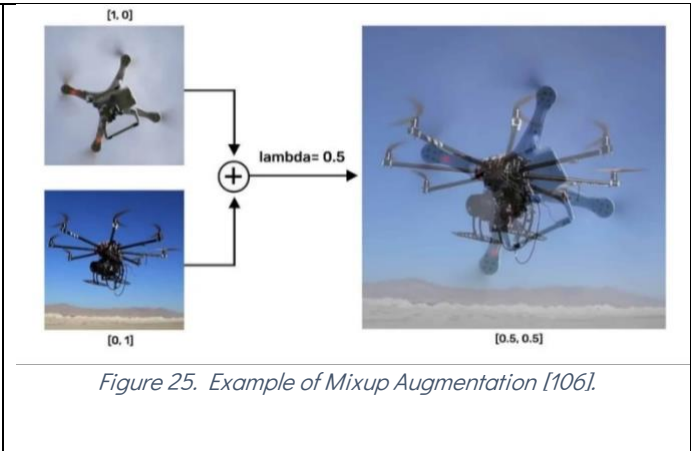 [1, 0]
lambda= 0.5
[0, 1]
[0.5, 0.5]
Figure 25. Example of Mixup Augmentation [106].